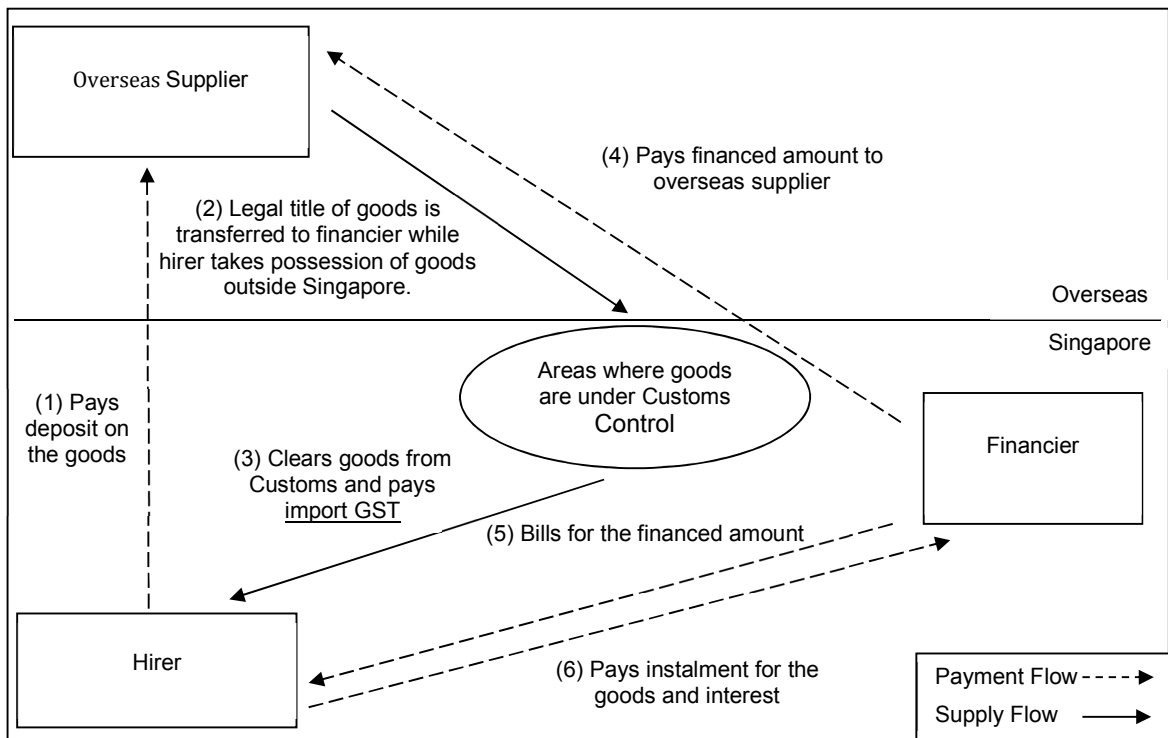 Overseas Supplier
(4) Pays financed amount to
overseas supplier
(2) Legal title of goods is
transferred to financier while
hirer takes possession of goods
outside Singapore.
Overseas
Singapore
Areas where goods
are under Customs
Control
(1) Pays
deposit on
the goods
Financier
(3) Clears goods from
Customs and pays
import GST
(5) Bills for the financed amount
Hirer
(6) Pays instalment for the
goods and interest
Payment Flow
Supply Flow